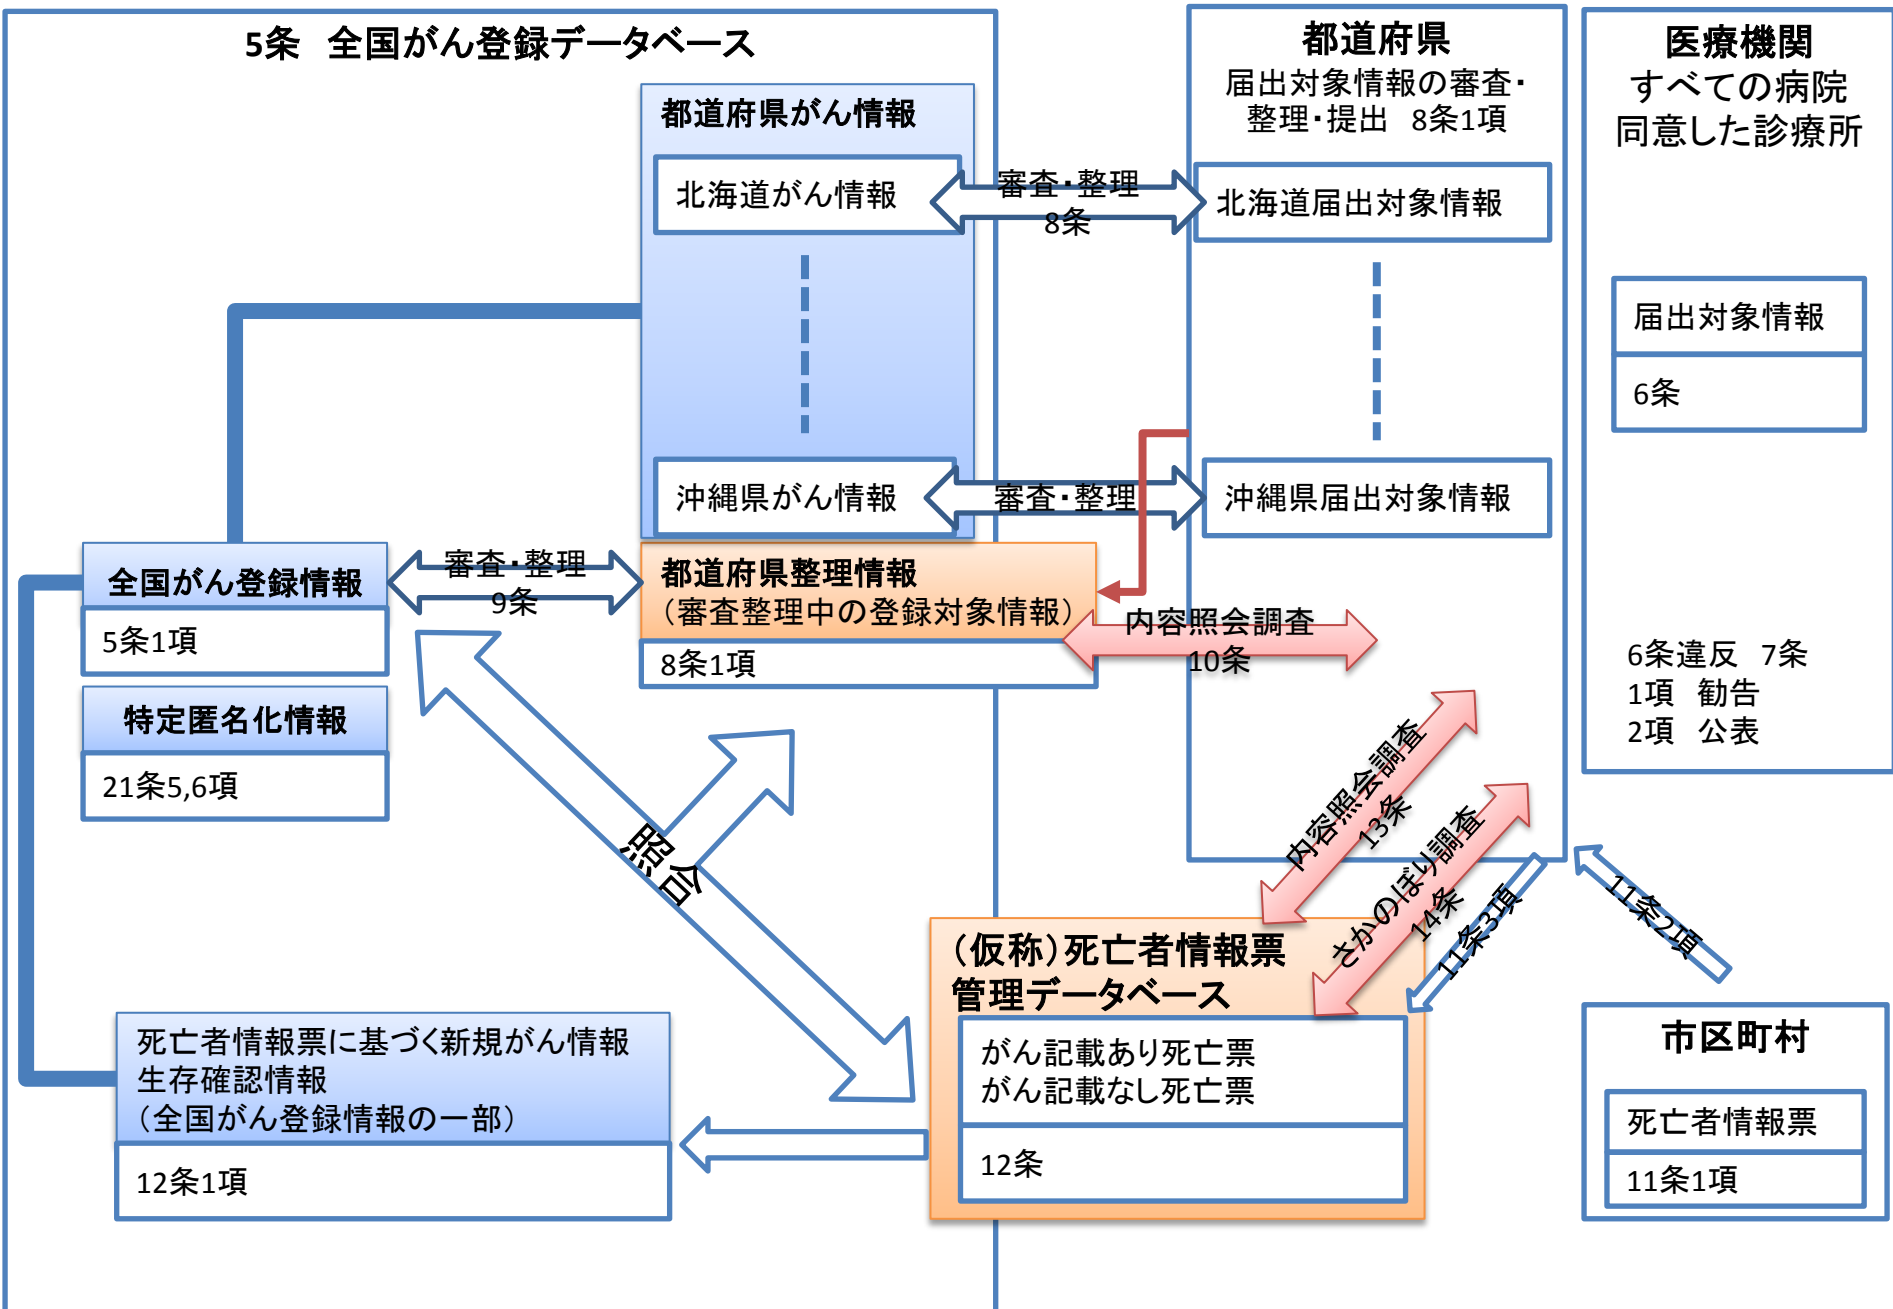 5条　全国がん登録データベース
都道府県がん情報
北海道がん情報
沖縄県がん情報
審査・整理
8条
審査・整理
都道府県
届出対象情報の審査・
整理・提出　8条1項
北海道届出対象情報
沖縄県届出対象情報
医療機関
すべての病院
同意した診療所
届出対象情報
6条
6条違反　7条
1項　勧告
2項　公表
全国がん登録情報
5条1項
審査・整理
9条
都道府県整理情報
（審査整理中の登録対象情報）
8条1項
内容照会調査
10条
特定匿名化情報
21条5,6項
照合
内容照会調査
13条
さかのぼり調査
14条
11条3項
11条2項
（仮称）死亡者情報票
管理データベース
がん記載あり死亡票
がん記載なし死亡票
12条
死亡者情報票に基づく新規がん情報
生存確認情報
（全国がん登録情報の一部）
12条1項
市区町村
死亡者情報票
11条1項